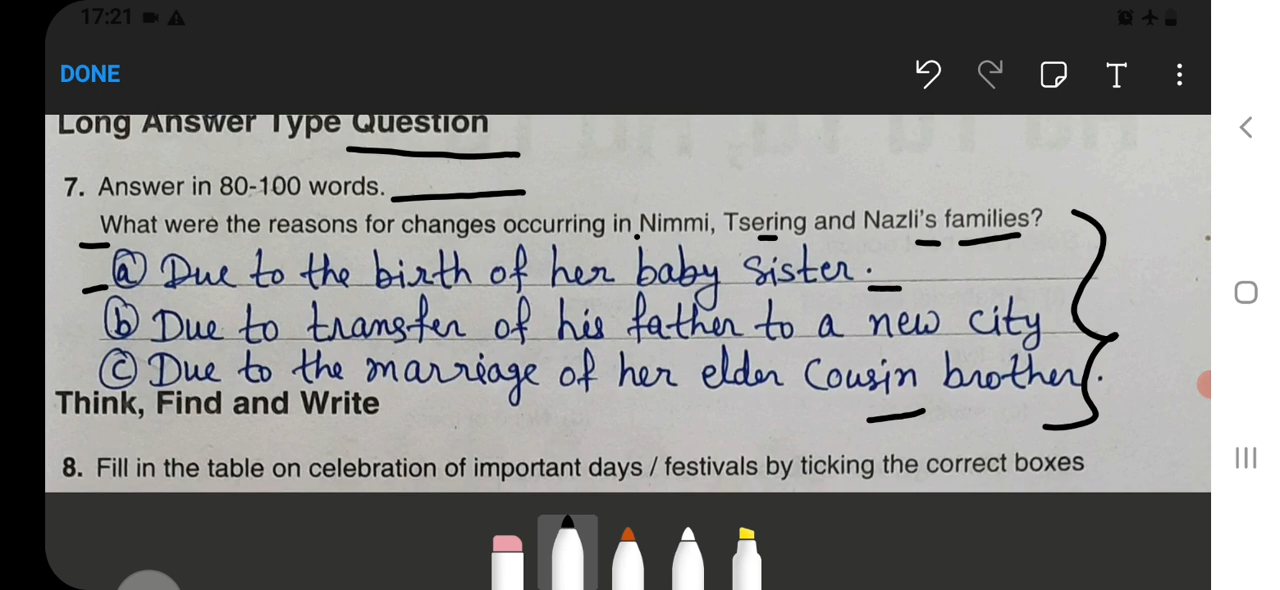 17:21
DONE
T
Long Answer Type Question
7. Answer in 80-100 words.
What were the reasons for changes occurring in Nimmi, Tsering and Nazli's families?
(a) Due to the birth of her baby sister.
(b) Due to transfer of his father to a new city
(c) Due to the marriage of her elder cousin brother.
Think, Find and Write
8. Fill in the table on celebration of important days / festivals by ticking the correct boxes